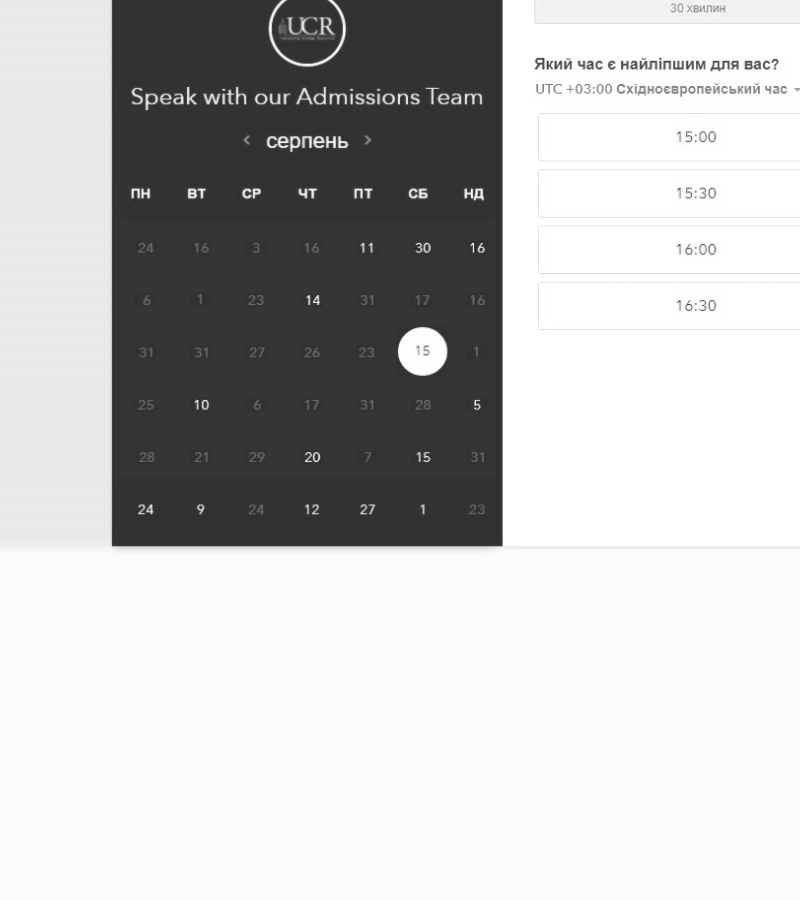 UCR
Speak with our Admissions Team
серпень
ПН ВТ СР ЧТ ПТ СБ НД
24 16 3 16 11 30 16
6 1 23 14 31 17 16
31 31 27 26 23 15 1
25 10 6 17 31 28 5
28 21 29 20 7 15 31
24 9 24 12 27 1 23
30 хвилин
Який час є найліпшим для вас?
UTC +03:00 Східноєвропейський час
15:00
15:30
16:00
16:30